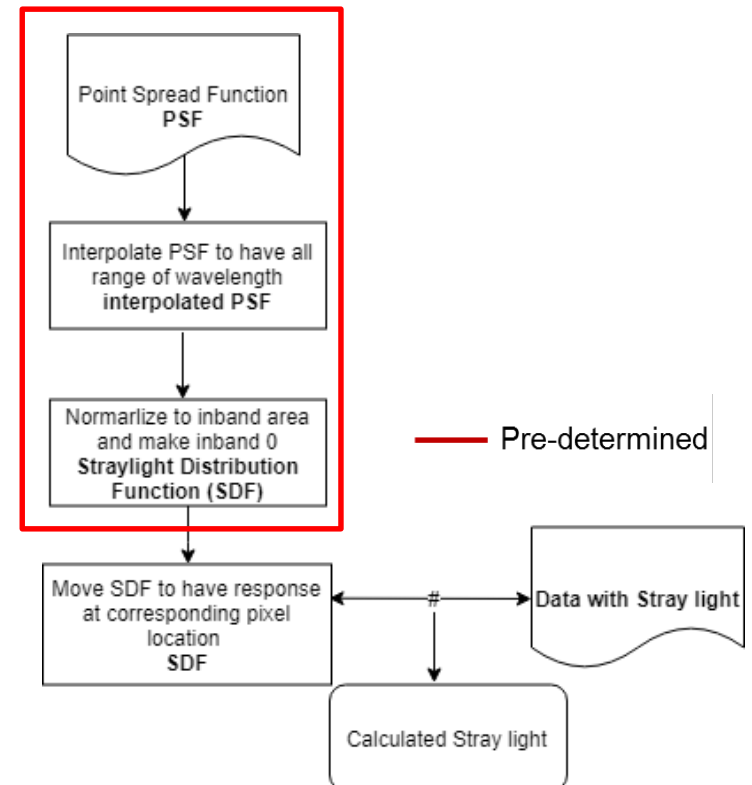 Point Spread Function
PSF
Interpolate PSF to have all
range of wavelength
interpolated PSF
Normarlize to inband area
and make inband 0
Straylight Distribution
Function (SDF)
Pre-determined
Move SDF to have response
at corresponding pixel
location
SDF
#
Data with Stray light
Calculated Stray light